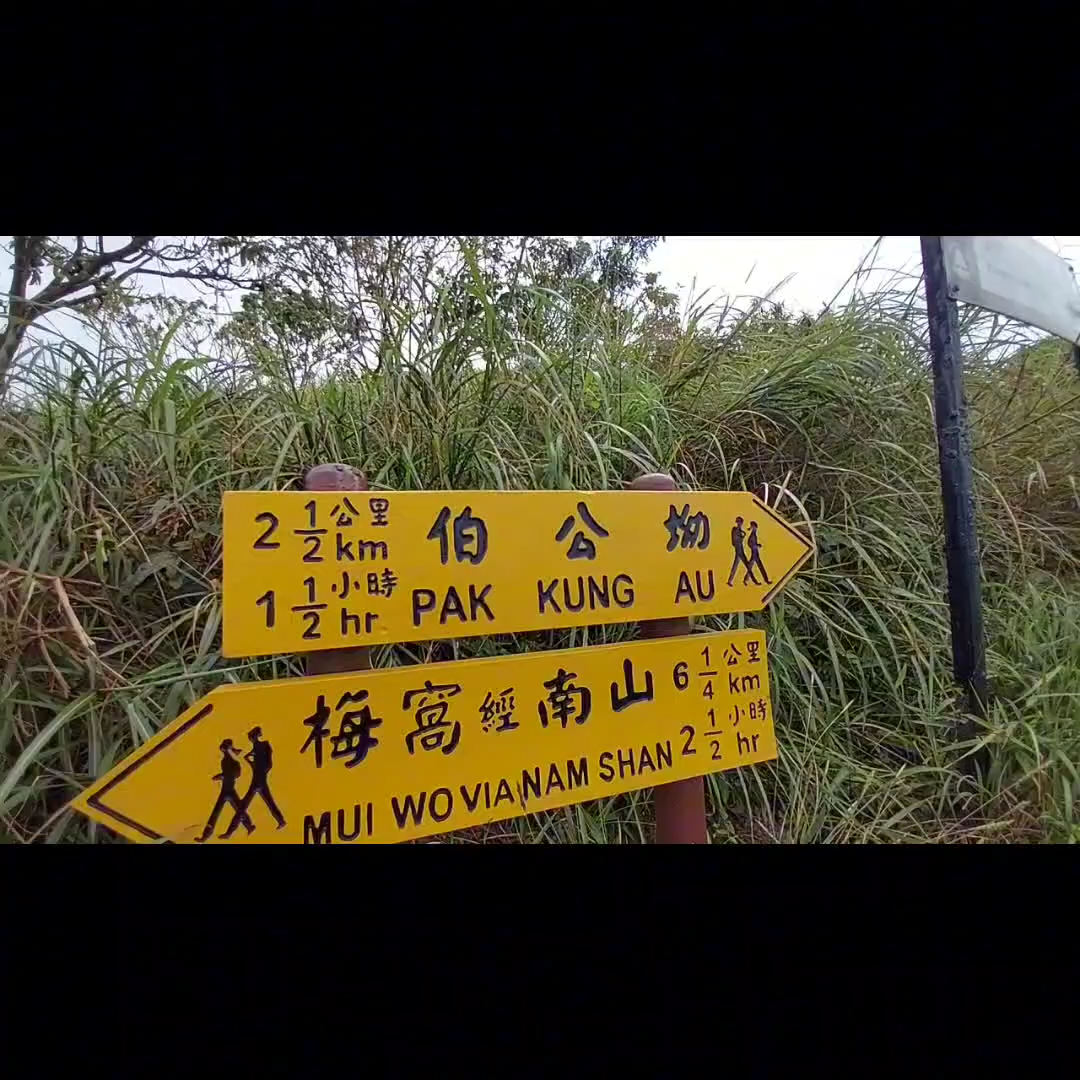 2 1/2 公里 km
1 1/2 小時 hr
伯公坳
PAK KUNG AU
梅窩經南山
MUI WO VIA NAM SHAN
6 1/4 公里 km
2 1/2 小時 hr